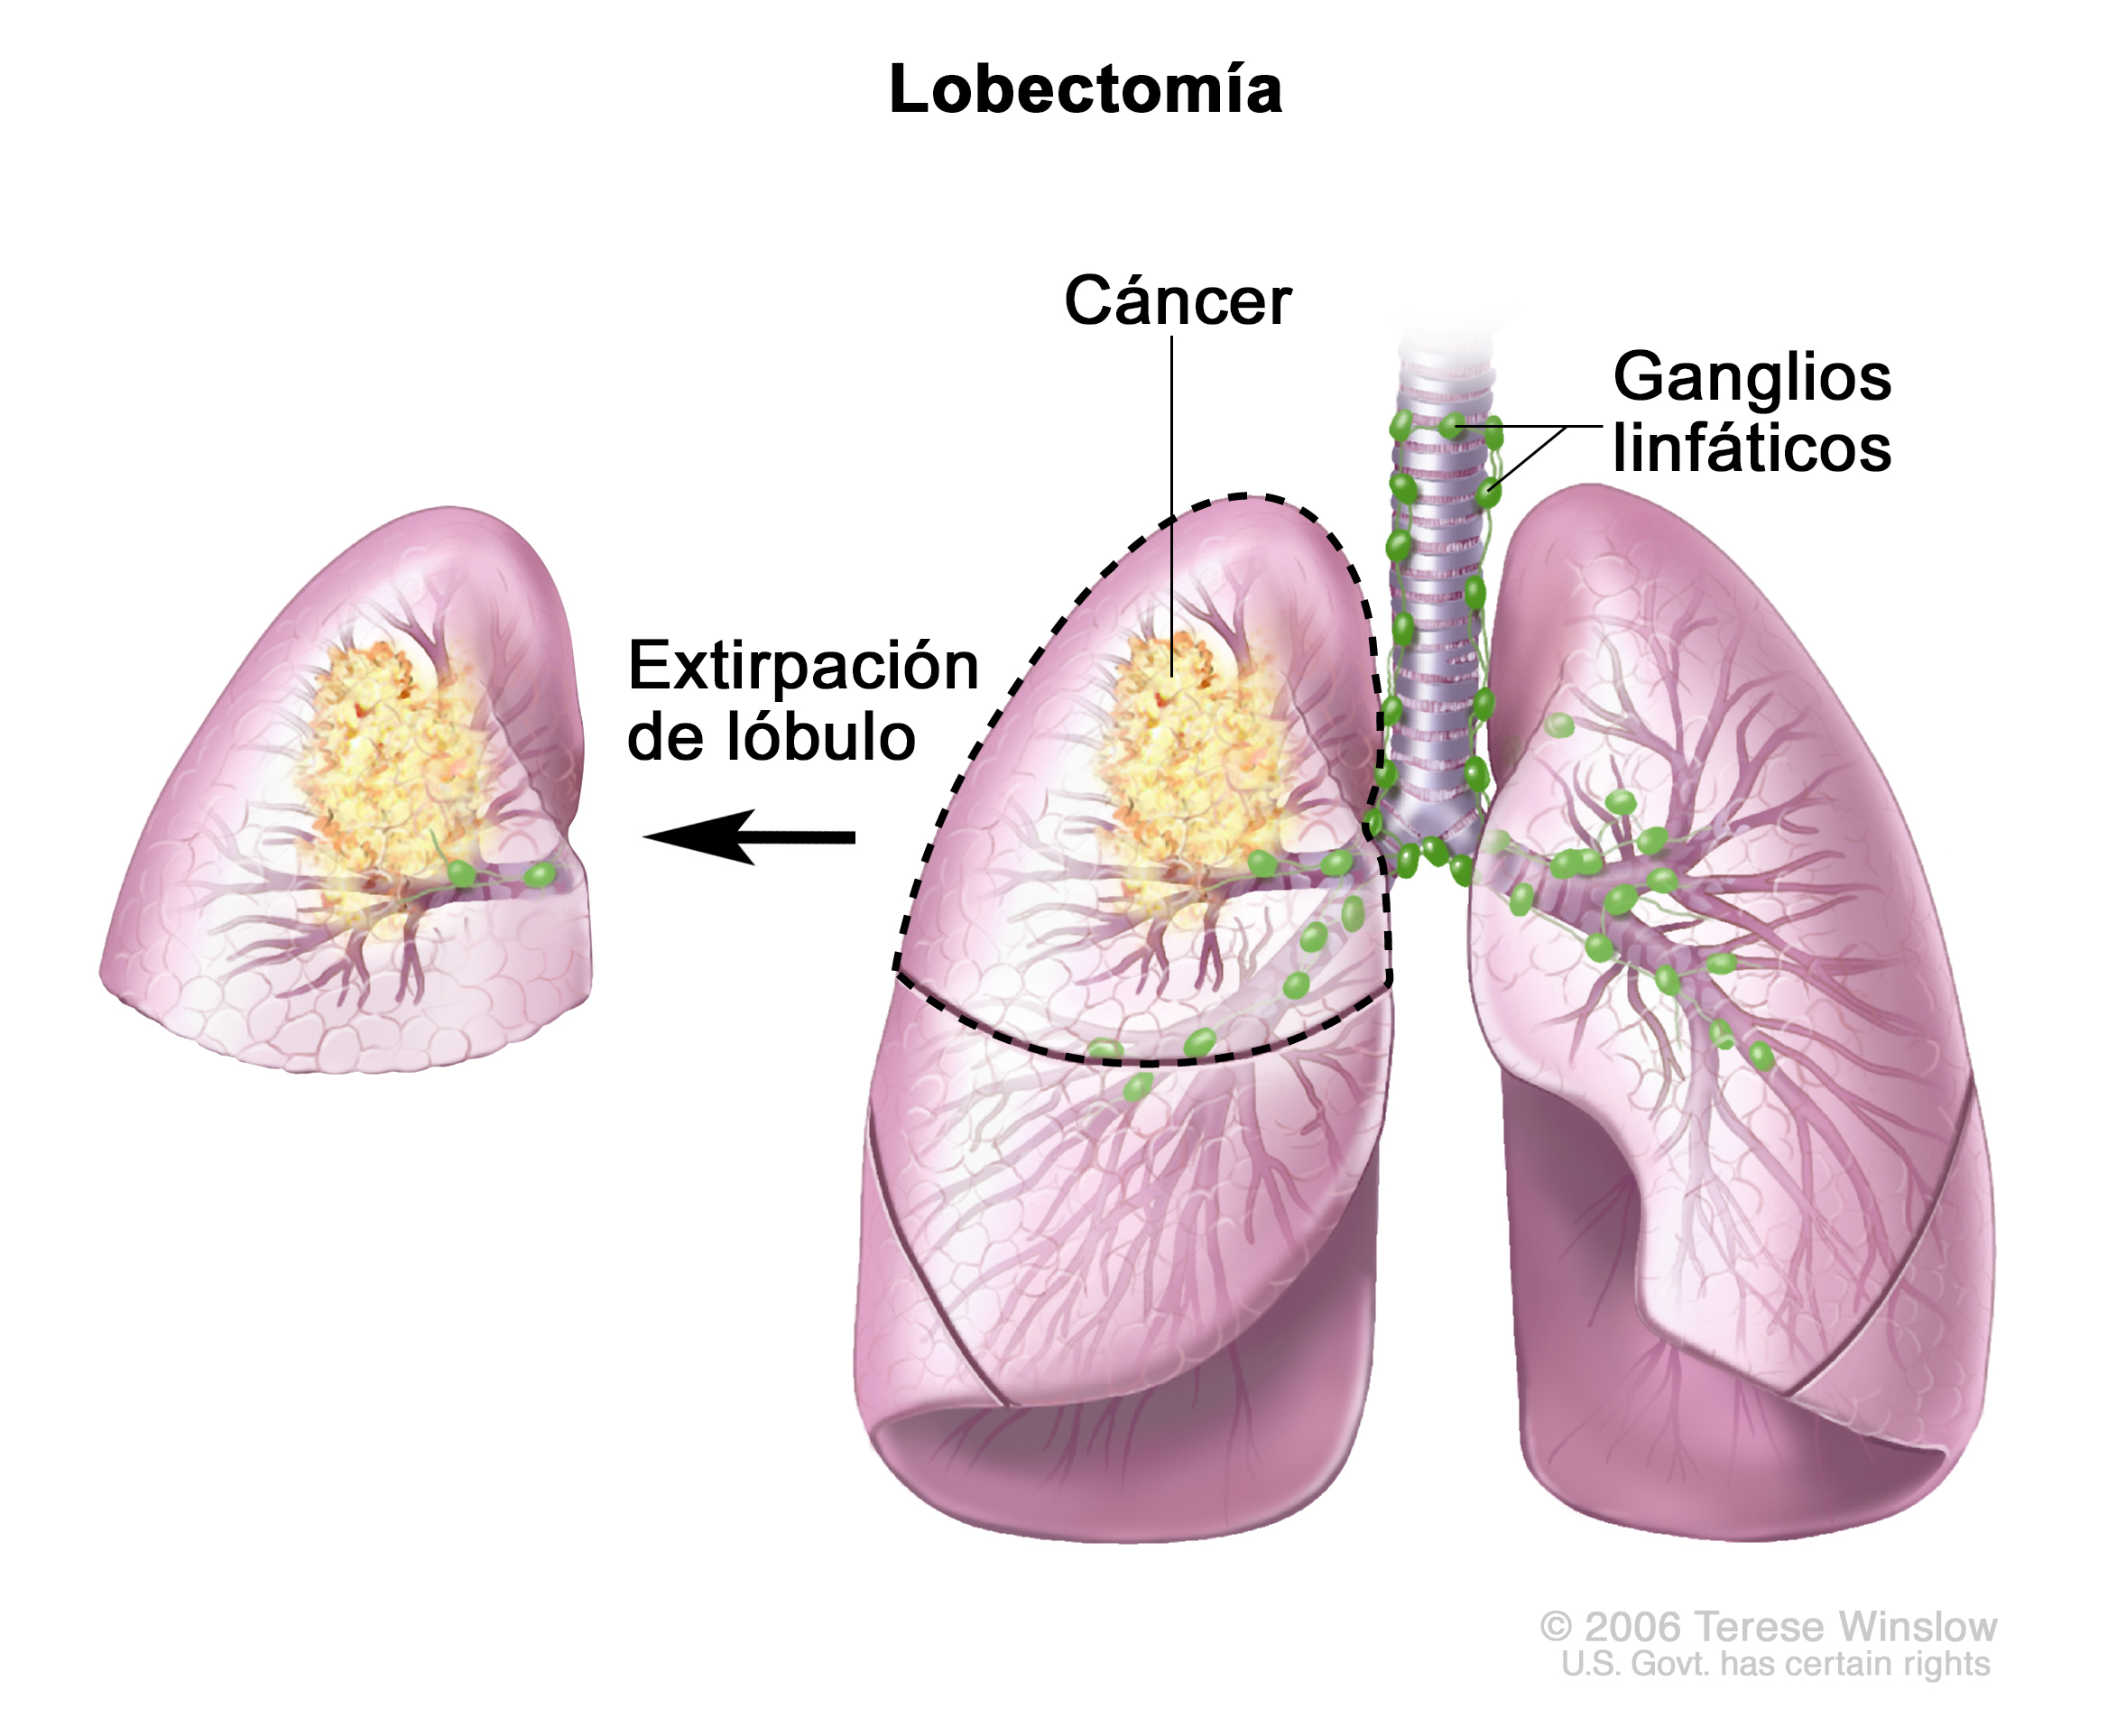 Lobectomía
Cáncer
Ganglios
linfáticos
Extirpación
de lóbulo
© 2006 Terese Winslow
U.S. Govt. has certain rights